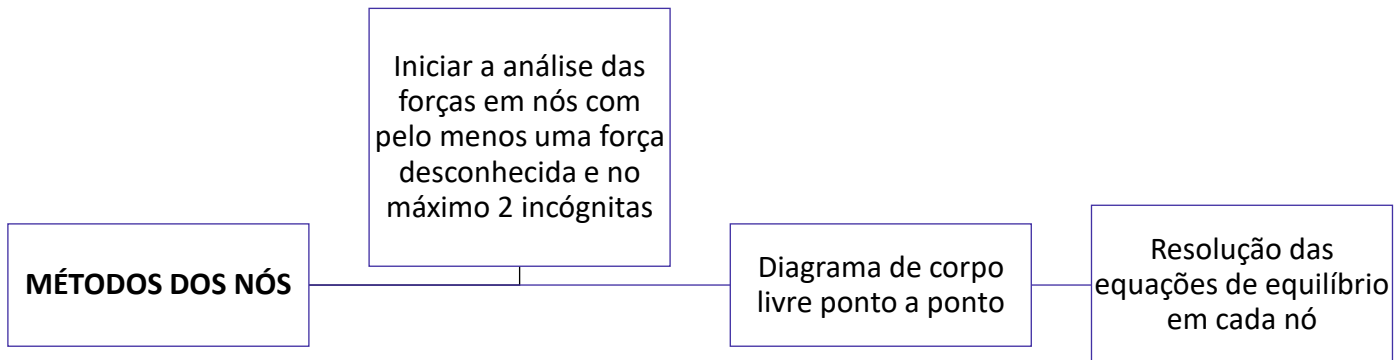 MÉTODOS DOS NÓS
Iniciar a análise das
forças em nós com
pelo menos uma força
desconhecida e no
máximo 2 incógnitas
Diagrama de corpo
livre ponto a ponto
Resolução das
equações de equilíbrio
em cada nó